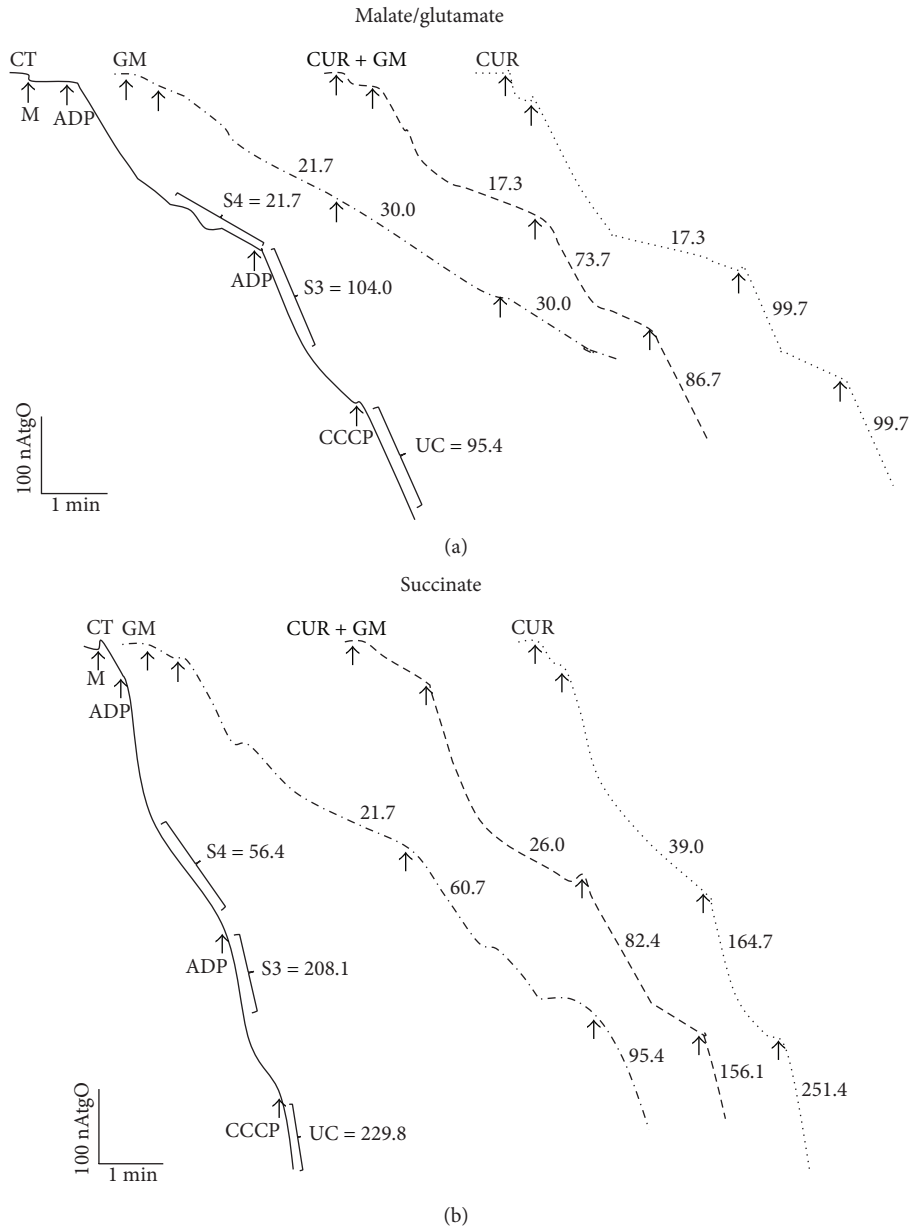 Malate/glutamate
CT
GM
CUR + GM
CUR
M
ADP
21.7
17.3
S4 = 21.7
30.0
17.3
ADP
73.7
S3 = 104.0
30.0
99.7
86.7
99.7
CCCP
UC = 95.4
100 nAtgO
1 min
(a)
Succinate
CT
GM
CUR + GM
CUR
M
ADP
21.7
26.0
39.0
S4 = 56.4
60.7
82.4
164.7
ADP
S3 = 208.1
95.4
156.1
251.4
CCCP
UC = 229.8
100 nAtgO
1 min
(b)